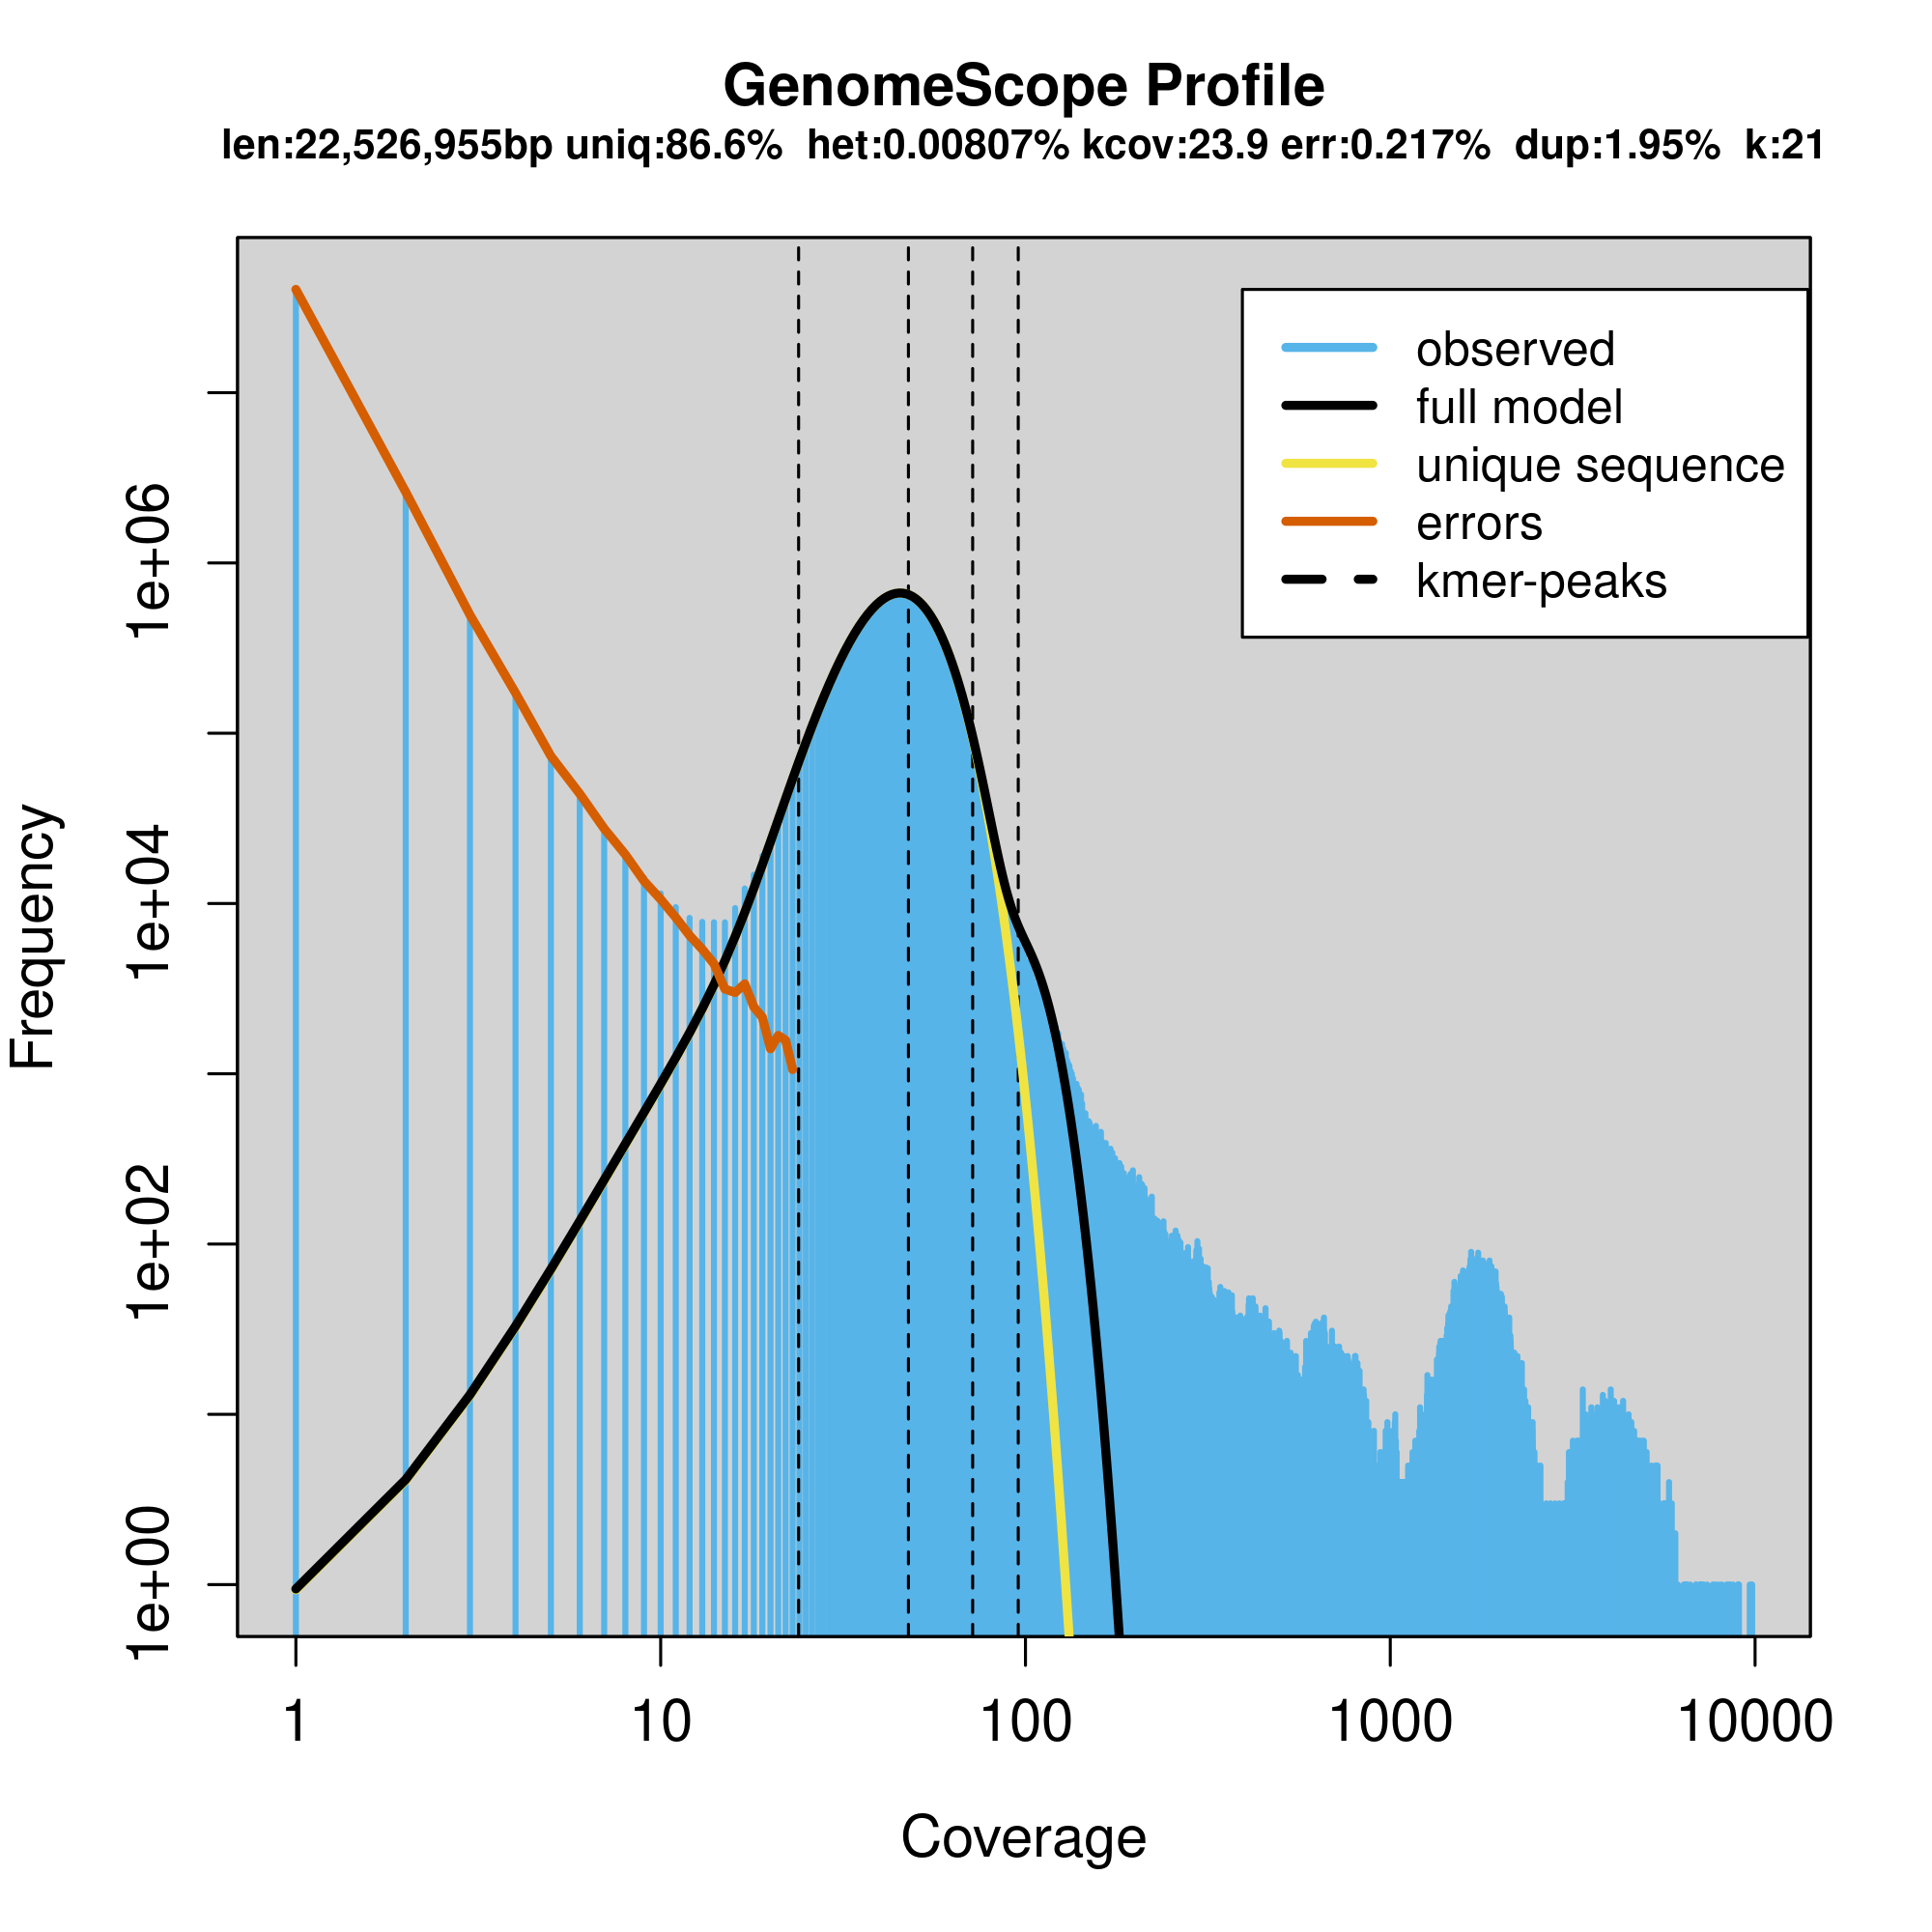 GenomeScope Profile
len:22,526,955bp uniq:86.6% het:0.00807% kcov:23.9 err:0.217% dup:1.95% k:21
observed
full model
unique sequence
errors
kmer-peaks
Frequency
1e+06
1e+04
1e+02
1e+00
1 10 100 1000 10000
Coverage